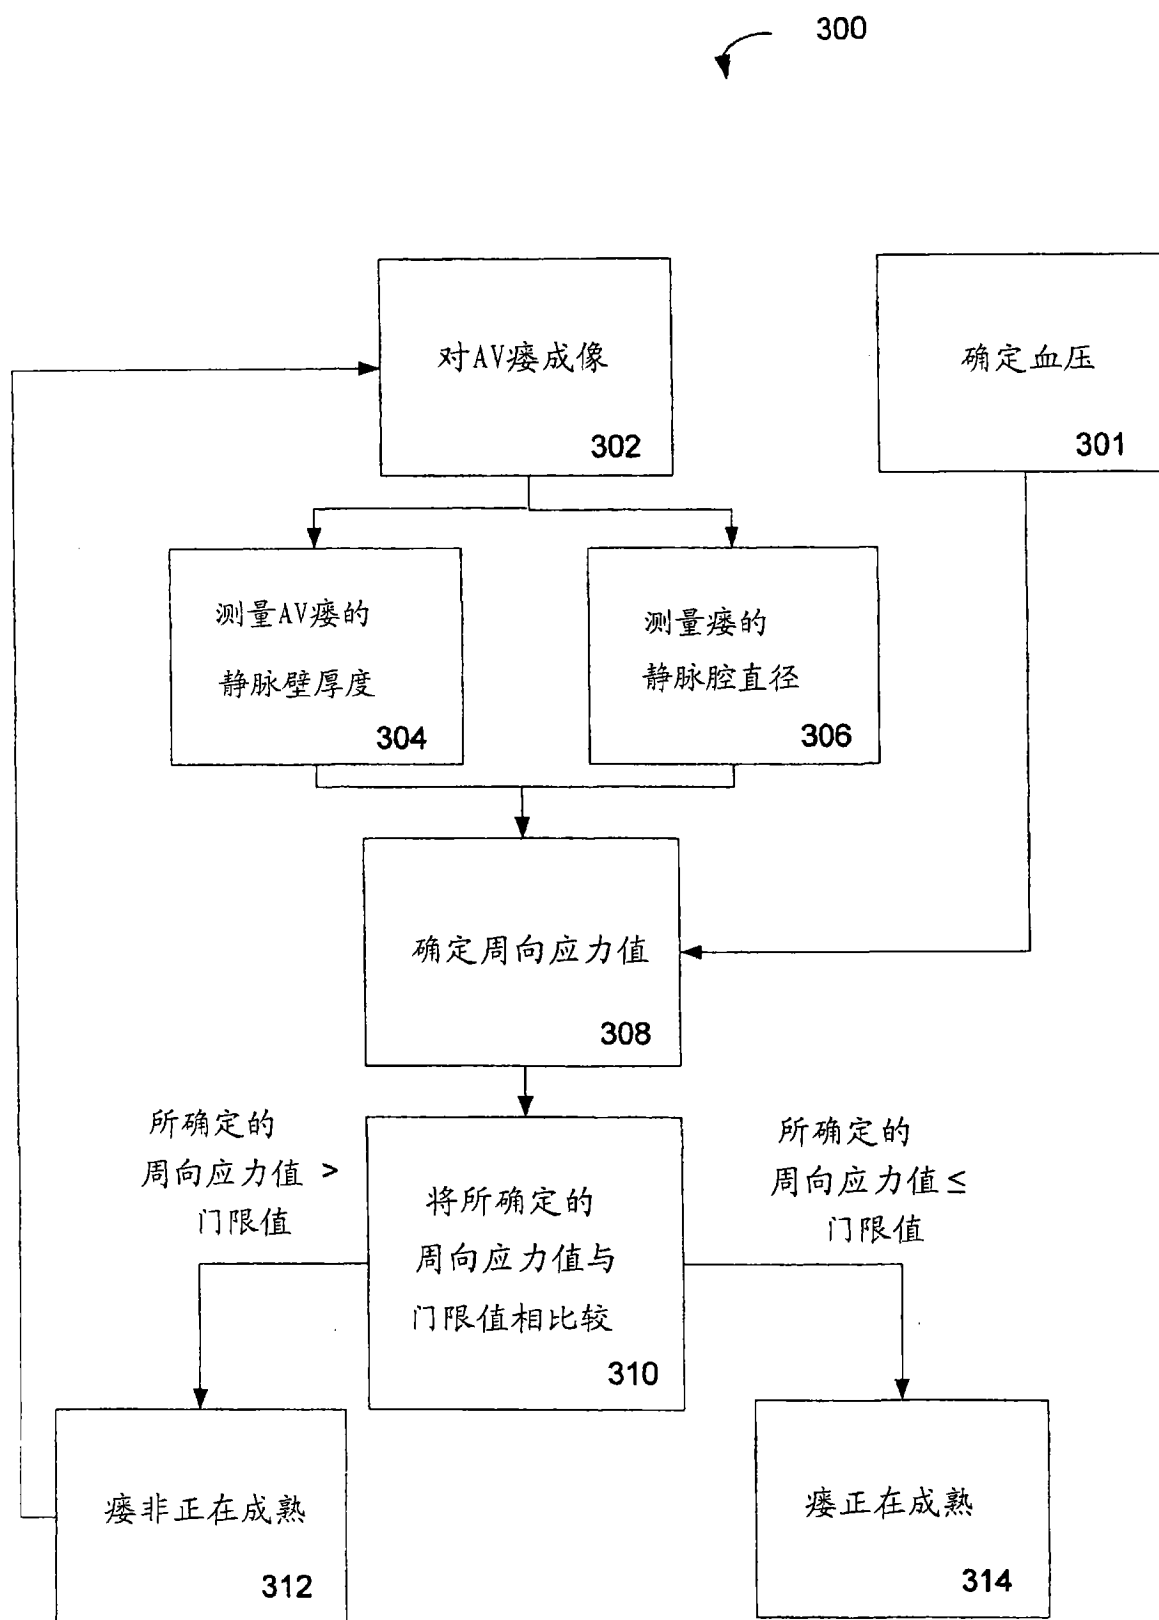 300
对AV瘘成像
302
确定血压
301
测量AV瘘的
静脉壁厚度
304
测量瘘的
静脉腔直径
306
确定周向应力值
308
所确定的
周向应力值 >
门限值
所确定的
周向应力值≤
门限值
将所确定的
周向应力值与
门限值相比较
310
瘘非正在成熟
312
瘘正在成熟
314